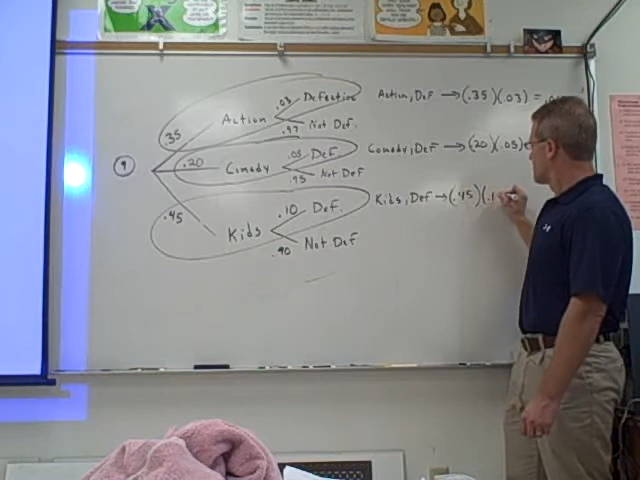 9
.35 Action .03 Defective
.97 Not Def.
Action, Def → (.35)(.03) =
.20 Comedy .05 Def
.95 Not Def
Comedy, Def → (.20)(.05)
.45 Kids .10 Def.
.90 Not Def
Kids, Def → (.45)(.1